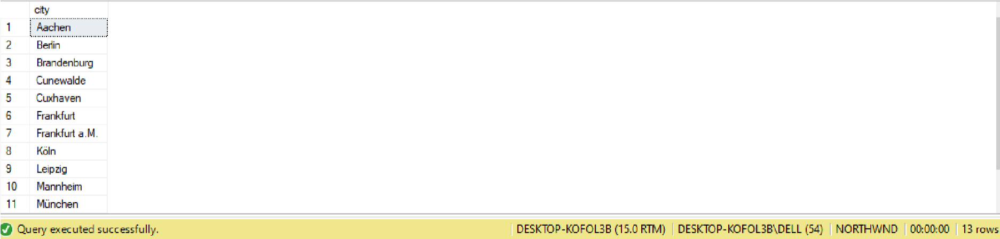 city
1 Aachen
2 Berlin
3 Brandenburg
4 Cunewalde
5 Cuxhaven
6 Frankfurt
7 Frankfurt a.M.
8 Köln
9 Leipzig
10 Mannheim
11 München
Query executed successfully. DESKTOP-KOFOL3B (15.0 RTM) DESKTOP-KOFOL3B\DELL (54) NORTHWND 00:00:00 13 rows